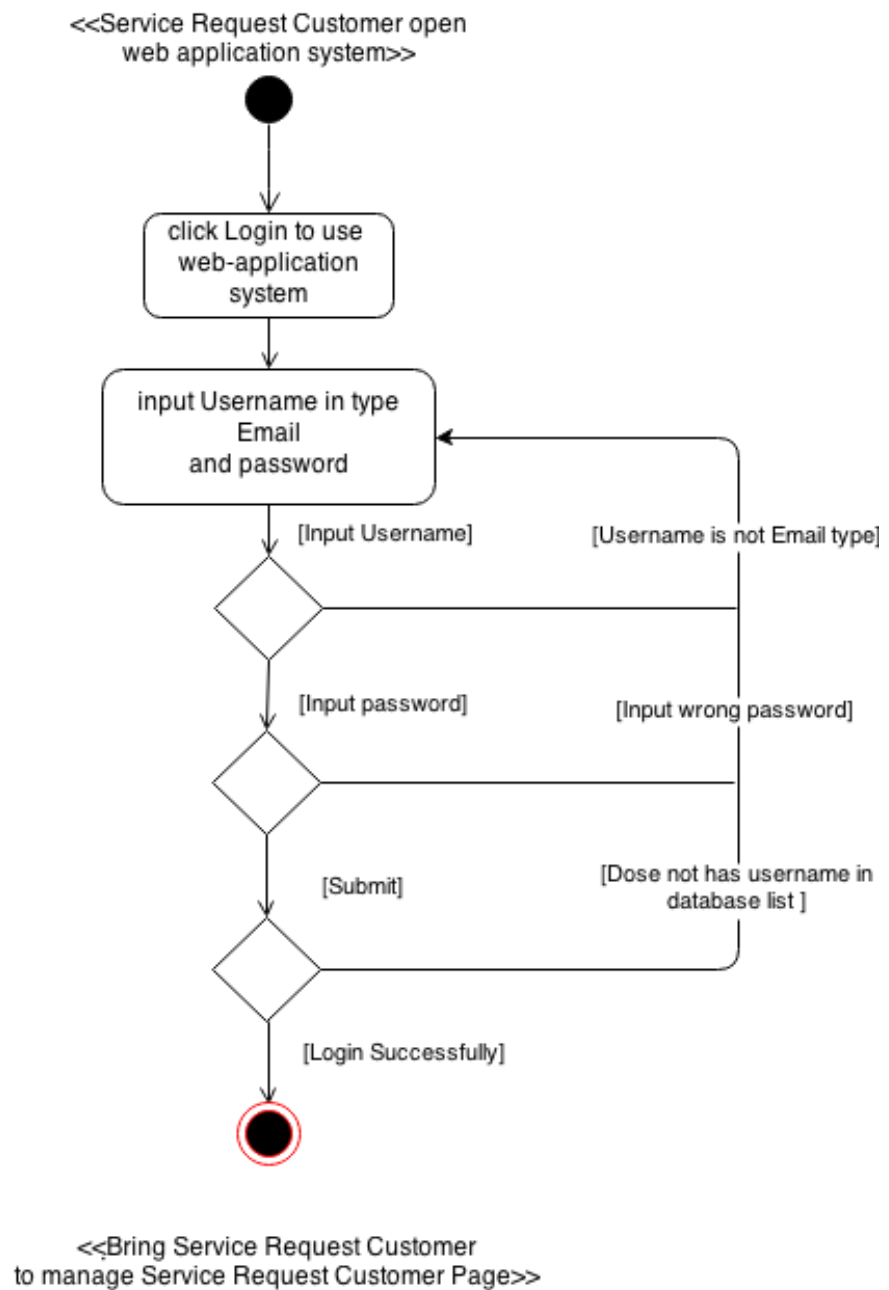 <<Service Request Customer open
web application system>>
click Login to use
web-application
system
input Username in type
Email
and password
[Input Username]
[Username is not Email type]
[Input password]
[Input wrong password]
[Submit]
[Dose not has username in
database list ]
[Login Successfully]
<<Bring Service Request Customer
to manage Service Request Customer Page>>